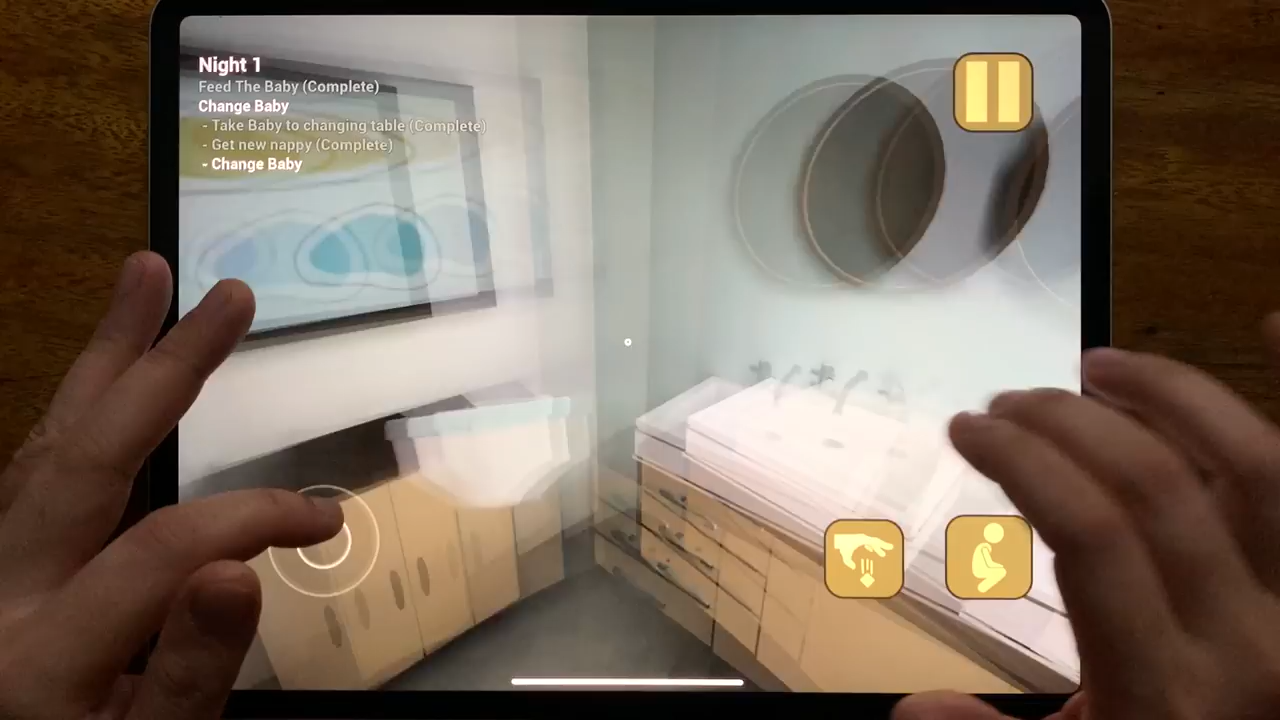 Night 1
Feed The Baby (Complete)
Change Baby
- Take Baby to changing table (Complete)
- Get new nappy (Complete)
- Change Baby